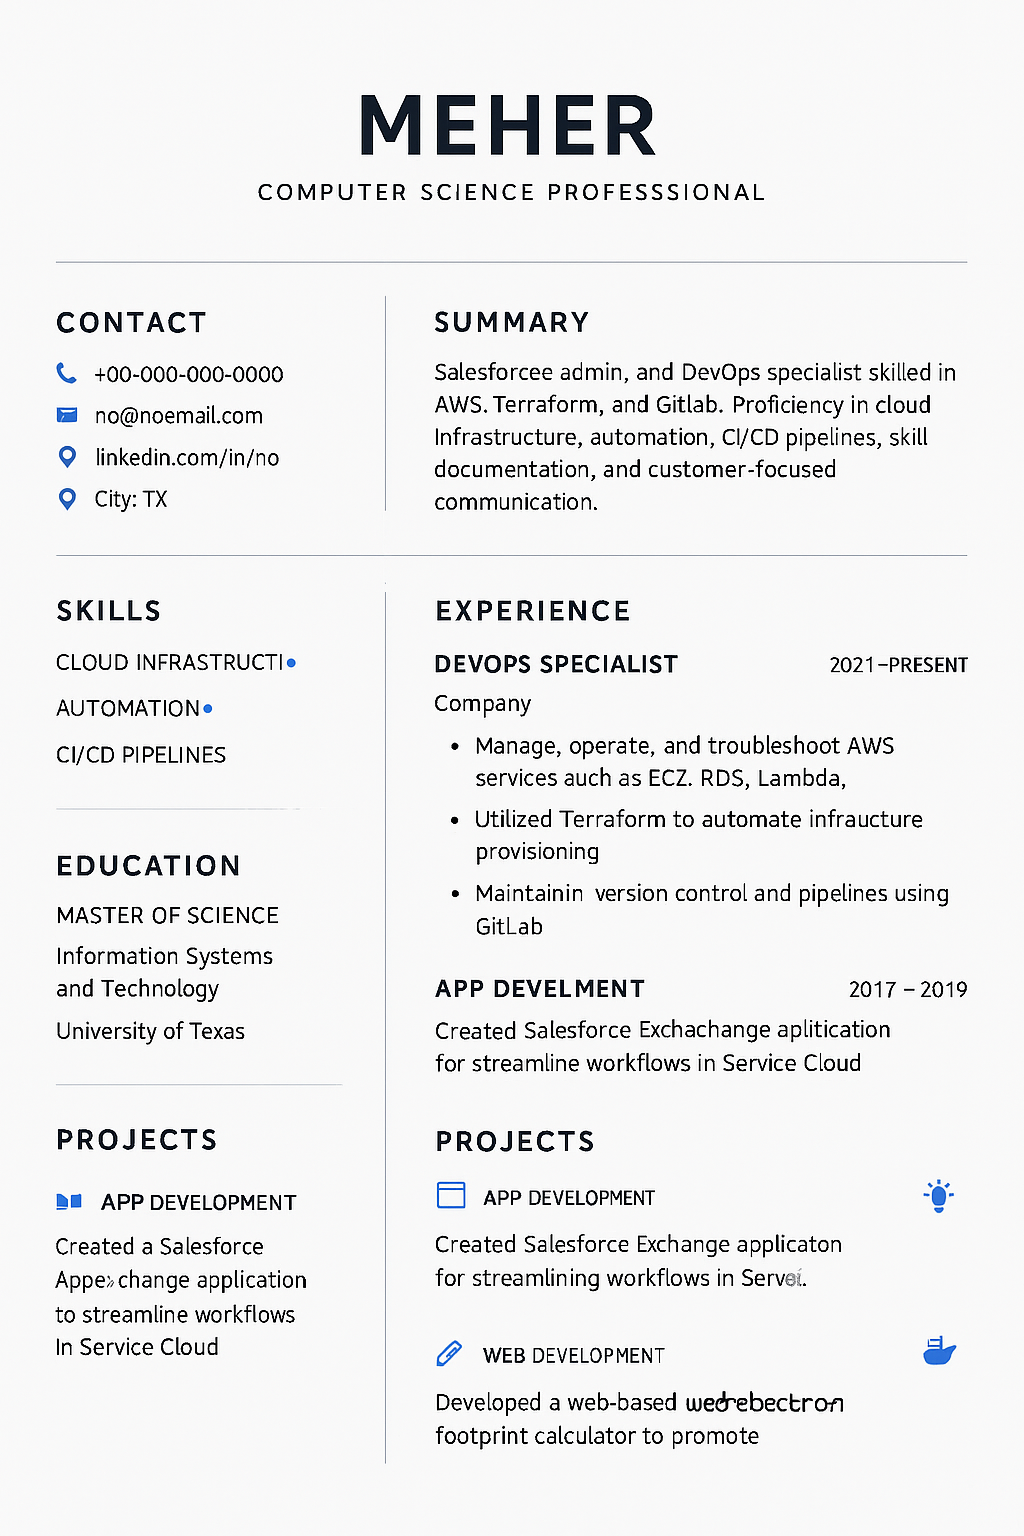 MEHER
COMPUTER SCIENCE PROFESSSIONAL
CONTACT
+00-000-000-0000
no@noemail.com
linkedin.com/in/no
City: TX
SUMMARY
Salesforcee admin, and DevOps specialist skilled in
AWS. Terraform, and Gitlab. Proficiency in cloud
Infrastructure, automation, CI/CD pipelines, skill
documentation, and customer-focused
communication.
SKILLS
CLOUD INFRASTRUCTI
AUTOMATION
CI/CD PIPELINES
EDUCATION
MASTER OF SCIENCE
Information Systems
and Technology
University of Texas
PROJECTS
APP DEVELOPMENT
Created a Salesforce
Appe»change application
to streamline workflows
In Service Cloud
EXPERIENCE
DEVOPS SPECIALIST 2021–PRESENT
Company
• Manage, operate, and troubleshoot AWS
services auch as ECZ. RDS, Lambda,
• Utilized Terraform to automate infraucture
provisioning
• Maintainin version control and pipelines using
GitLab
APP DEVELMENT 2017 – 2019
Created Salesforce Exchachange aplitication
for streamline workflows in Service Cloud
PROJECTS
APP DEVELOPMENT
Created Salesforce Exchange applicaton
for streamlining workflows in
WEB DEVELOPMENT
Developed a web-based
footprint calculator to promote